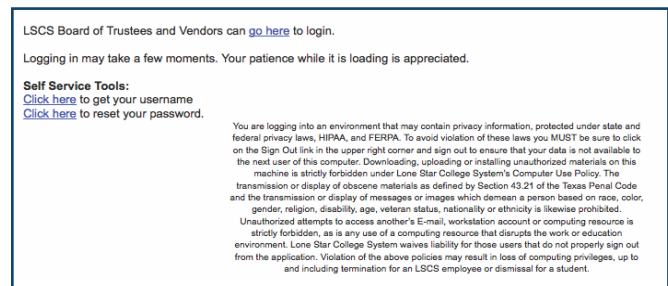 LSCS Board of Trustees and Vendors can go here to login.
Logging in may take a few moments. Your patience while it is loading is appreciated.
Self Service Tools:
Click here to get your username
Click here to reset your password.
You are logging into an environment that may contain privacy information, protected under state and
federal privacy laws, HIPAA, and FERPA. To avoid violation of these laws you MUST be sure to click
on the Sign Out link in the upper right corner and sign out to ensure that your data is not available to
the next user of this computer. Downloading, uploading or installing unauthorized materials on this
machine is strictly forbidden under Lone Star College System's Computer Use Policy. The
transmission or display of obscene materials as defined by Section 43.21 of the Texas Penal Code
and the transmission or display of messages or images which demean a person based on race, color,
gender, religion, disability, age, veteran status, nationality or ethnicity is likewise prohibited.
Unauthorized attempts to access another's E-mail, workstation account or computing resource is
strictly forbidden, as is any use of a computing resource that disrupts the work or education
environment. Lone Star College System waives liability for those users that do not properly sign out
from the application. Violation of the above policies may result in loss of computing privileges, up to
and including termination for an LSCS employee or dismissal for a student.